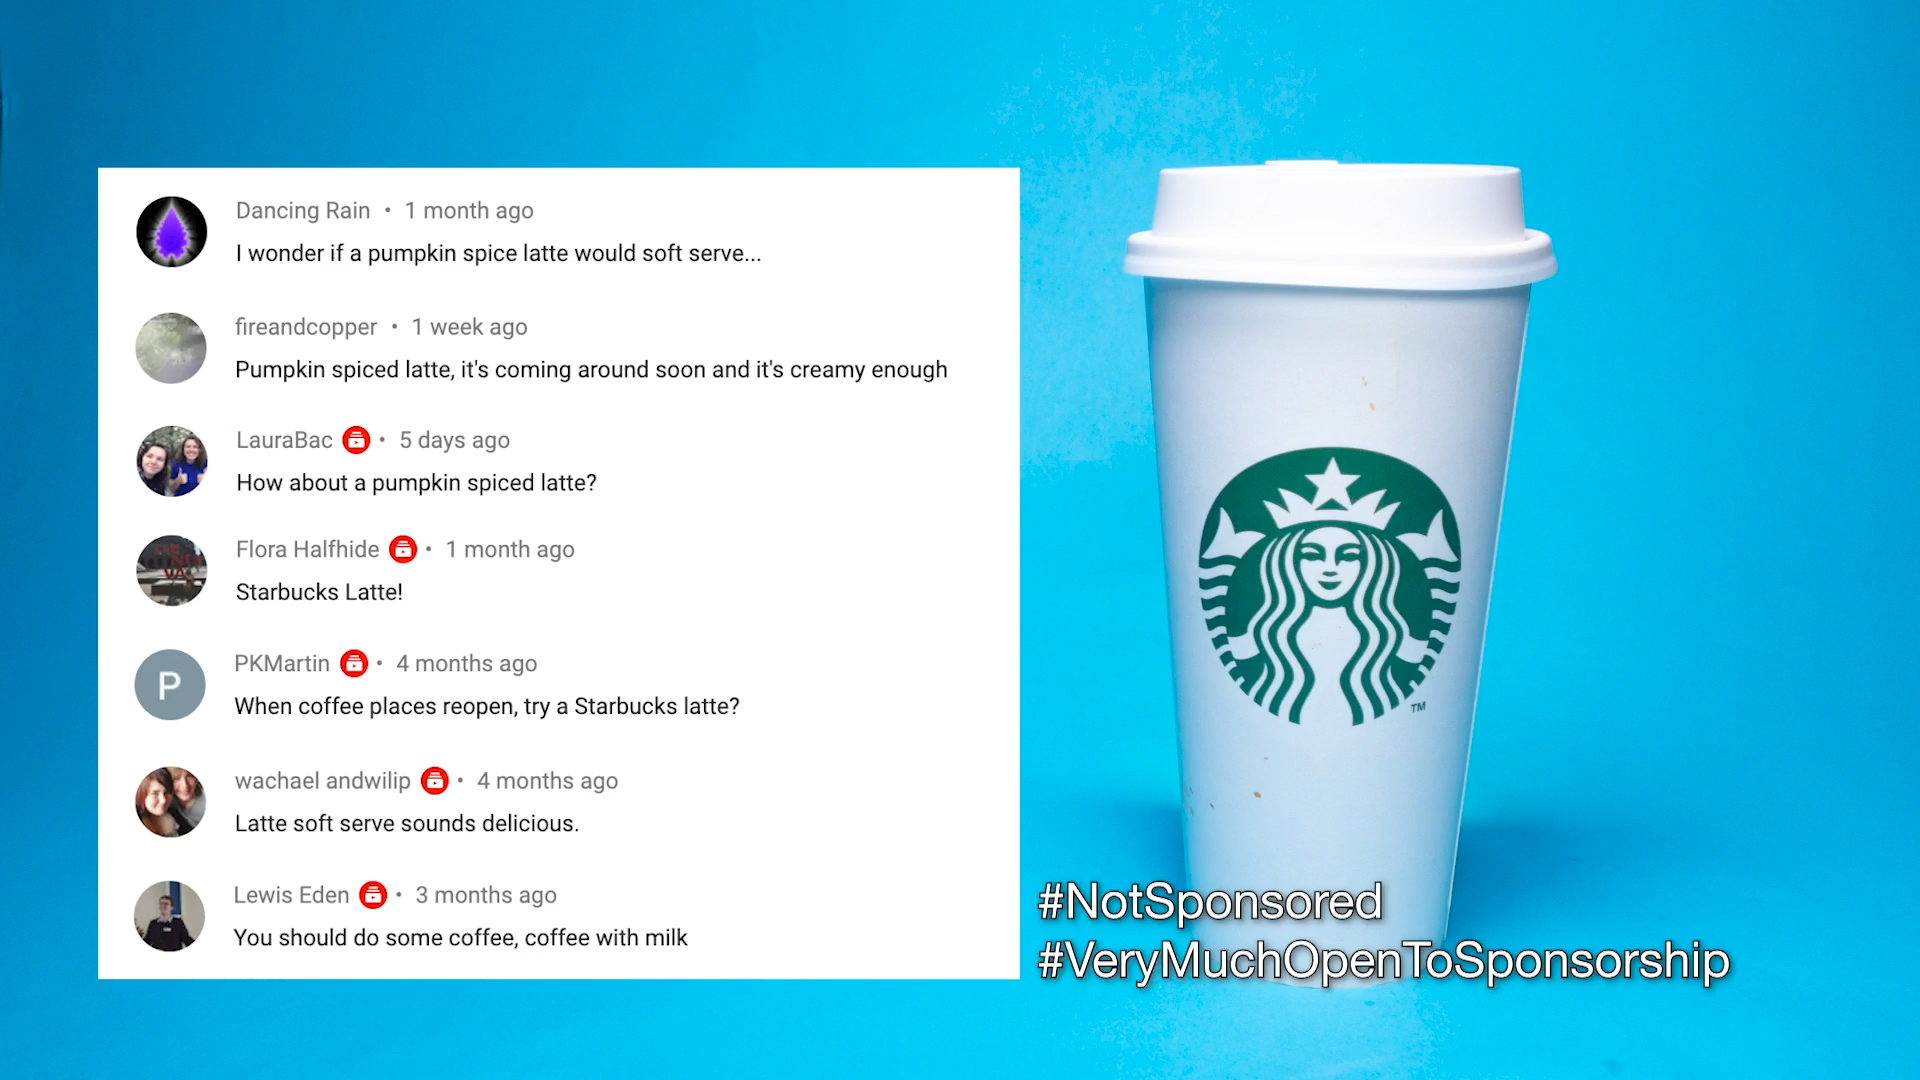 Dancing Rain • 1 month ago
I wonder if a pumpkin spice latte would soft serve...
fireandcopper • 1 week ago
Pumpkin spiced latte, it's coming around soon and it's creamy enough
LauraBac • 5 days ago
How about a pumpkin spiced latte?
Flora Halfhide • 1 month ago
Starbucks Latte!
P
PKMartin • 4 months ago
When coffee places reopen, try a Starbucks latte?
wachael andwilip • 4 months ago
Latte soft serve sounds delicious.
Lewis Eden • 3 months ago
You should do some coffee, coffee with milk
TM
#NotSponsored
#VeryMuchOpenToSponsorship